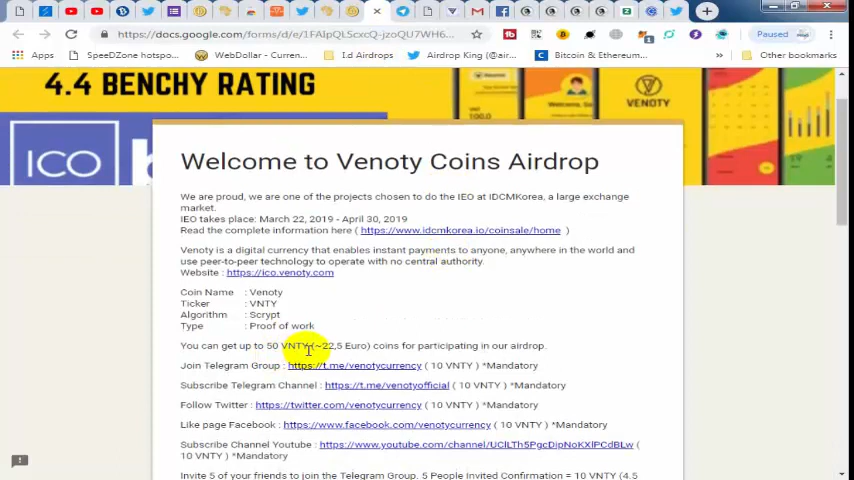 https://docs.google.com/forms/d/e/1FAIpQLScxcQ-jzoQU7WH6...
Paused
Apps
SpeeDZone hotspo...
WebDollar - Curren...
I.d Airdrops
Airdrop King (@air...
Bitcoin & Ethereum...
Other bookmarks
4.4 BENCHY RATING
VENOTY
ICO
Welcome to Venoty Coins Airdrop
We are proud, we are one of the projects chosen to do the IEO at IDCMKorea, a large exchange
market.
IEO takes place: March 22, 2019 - April 30, 2019
Read the complete information here ( https://www.idcmkorea.io/coinsale/home )
Venoty is a digital currency that enables instant payments to anyone, anywhere in the world and
use peer-to-peer technology to operate with no central authority.
Website : https://ico.venoty.com
Coin Name : Venoty
Ticker : VNTY
Algorithm : Scrypt
Type : Proof of work
You can get up to 50 VNTY (~22,5 Euro) coins for participating in our airdrop.
Join Telegram Group : https://t.me/venotycurrency ( 10 VNTY ) *Mandatory
Subscribe Telegram Channel : https://t.me/venotyofficial ( 10 VNTY ) *Mandatory
Follow Twitter : https://twitter.com/venotycurrency ( 10 VNTY ) *Mandatory
Like page Facebook : https://www.facebook.com/venotycurrency ( 10 VNTY ) *Mandatory
Subscribe Channel Youtube : https://www.youtube.com/channel/UClLTh5PgcDipNoKXlPCdBLw (
10 VNTY ) *Mandatory
Invite 5 of your friends to join the Telegram Group. 5 People Invited Confirmation = 10 VNTY (4.5